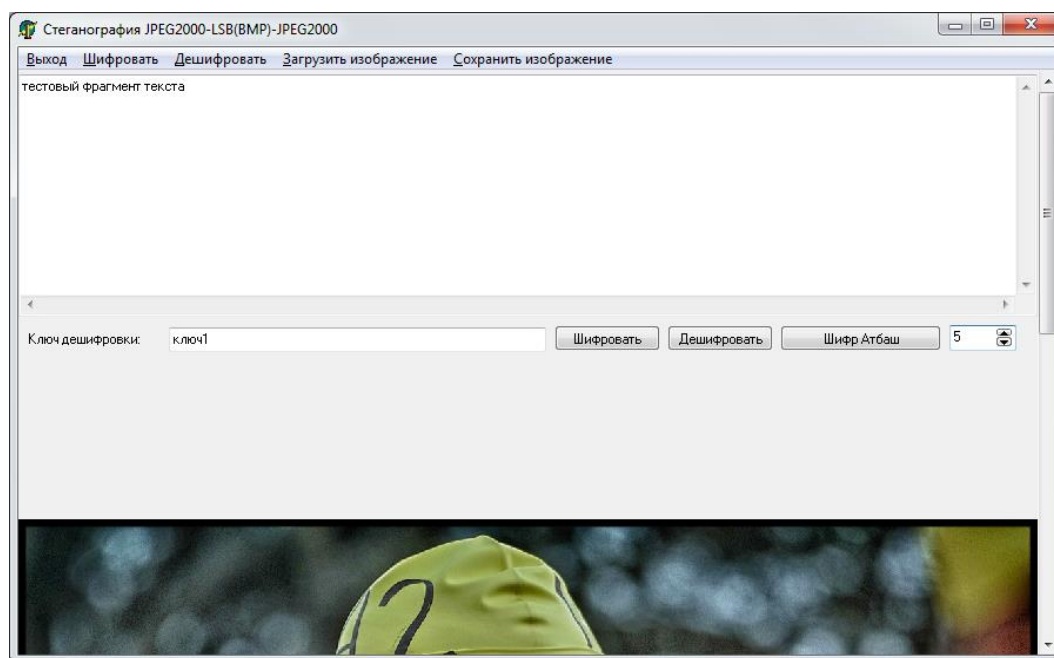 Стеганография JPEG2000-LSB(BMP)-JPEG2000
Выход Шифровать Дешифровать Загрузить изображение Сохранить изображение
тестовый фрагмент текста
Ключ дешифровки: ключ1 Шифровать Дешифровать Шифр Атбаш 5
2